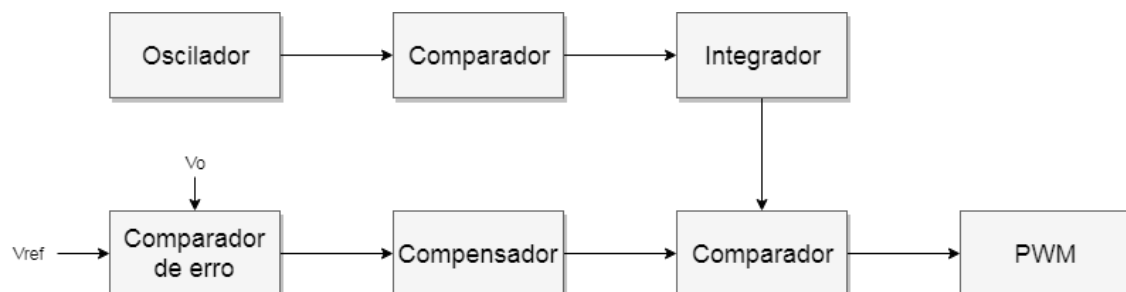 Oscilador
Comparador
Integrador
Vo
Vref
Comparador
de erro
Compensador
Comparador
PWM